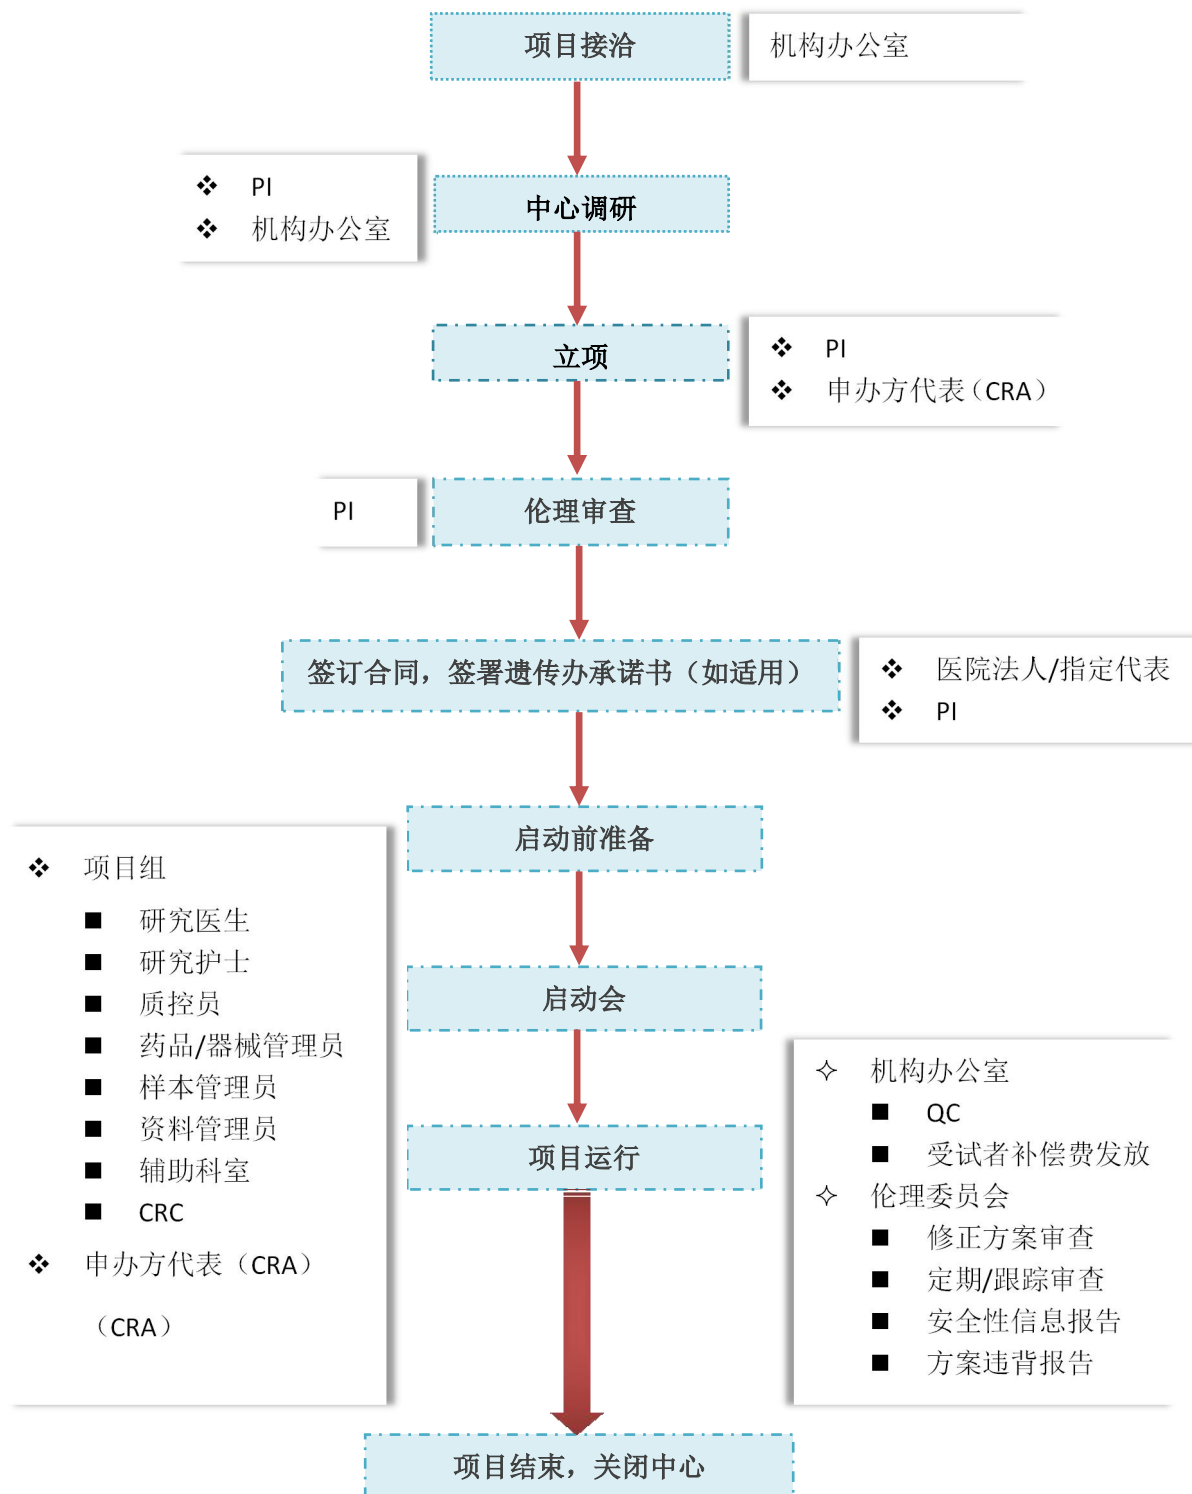 项目接洽
机构办公室
❖ PI
❖ 机构办公室
中心调研
立项
❖ PI
❖ 申办方代表（CRA）
PI
伦理审查
签订合同，签署遗传办承诺书（如适用）
❖ 医院法人/指定代表
❖ PI
启动前准备
❖ 项目组
■ 研究医生
■ 研究护士
■ 质控员
■ 药品/器械管理员
■ 样本管理员
■ 资料管理员
■ 辅助科室
■ CRC
❖ 申办方代表（CRA）
（CRA）
启动会
项目运行
✧ 机构办公室
■ QC
■ 受试者补偿费发放
✧ 伦理委员会
■ 修正方案审查
■ 定期/跟踪审查
■ 安全性信息报告
■ 方案违背报告
项目结束，关闭中心